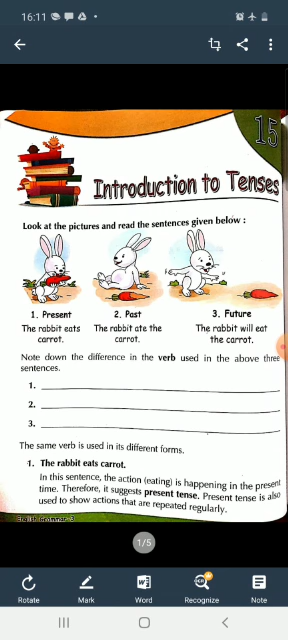 16:11
15
Introduction to Tenses
Look at the pictures and read the sentences given below :
1. Present
2. Past
3. Future
The rabbit eats carrot.
The rabbit ate the carrot.
The rabbit will eat the carrot.
Note down the difference in the verb used in the above three
sentences.
1.
2.
3.
The same verb is used in its different forms.
1. The rabbit eats carrot.
In this sentence, the action (eating) is happening in the present
time. Therefore, it suggests present tense. Present tense is also
used to show actions that are repeated regularly.
English Grammar-3
1/5
Rotate
Mark
Word
Recognize
Note